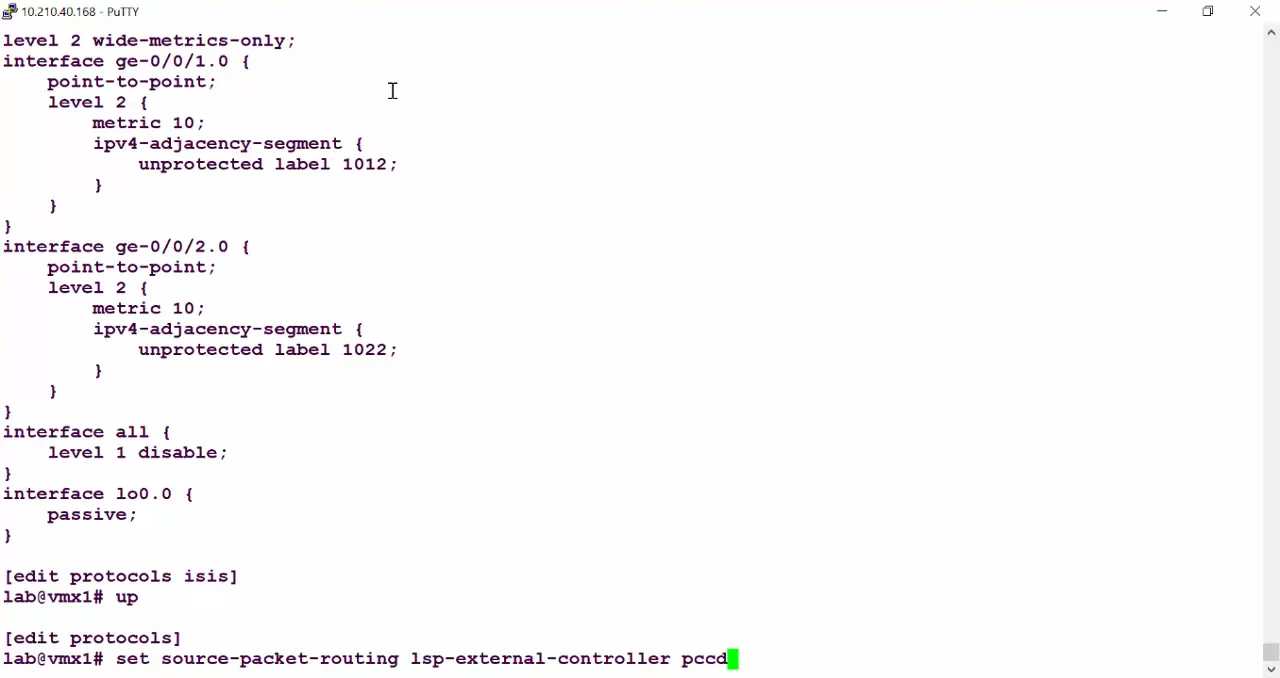 10.210.40.168 - PuTTY
level 2 wide-metrics-only;
interface ge-0/0/1.0 {
    point-to-point;
    level 2 {
        metric 10;
        ipv4-adjacency-segment {
            unprotected label 1012;
        }
    }
}
interface ge-0/0/2.0 {
    point-to-point;
    level 2 {
        metric 10;
        ipv4-adjacency-segment {
            unprotected label 1022;
        }
    }
}
interface all {
    level 1 disable;
}
interface lo0.0 {
    passive;
}
[edit protocols isis]
lab@vmx1# up
[edit protocols]
lab@vmx1# set source-packet-routing lsp-external-controller pccd